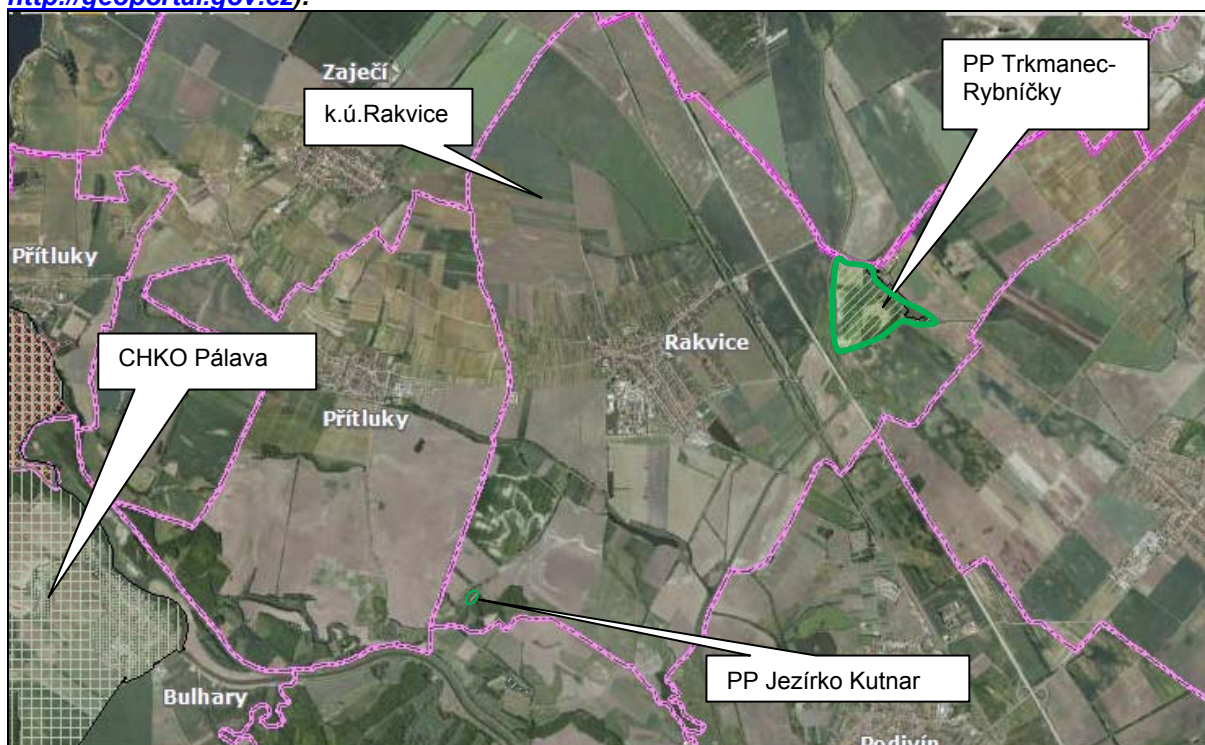 http://geoportal.gov.cz).
Zaječí
k.ú.Rakvice
PP Trkmanec-
Rybníčky
Přítluky
CHKO Pálava
Rakvice
Přítluky
PP Jezírko Kutnar
Bulhary
Podivín